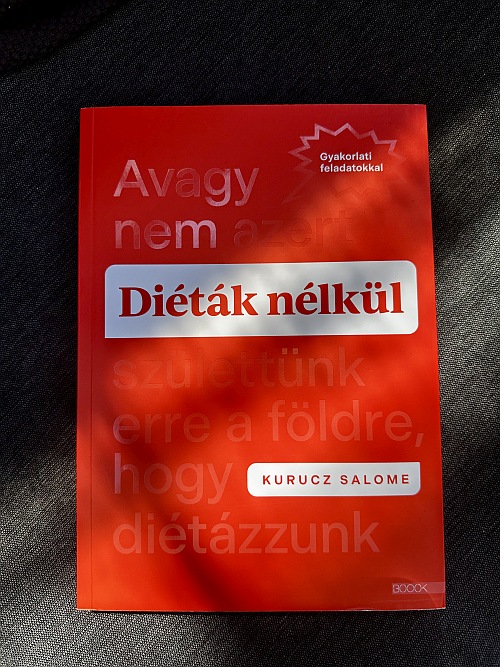 Gyakorlati
feladatokkal
Avagy
nem azért
Diéták nélkül
születtünk
erre a földre,
hogy
KURUCZ SALOME
diétázzunk
BOOOK